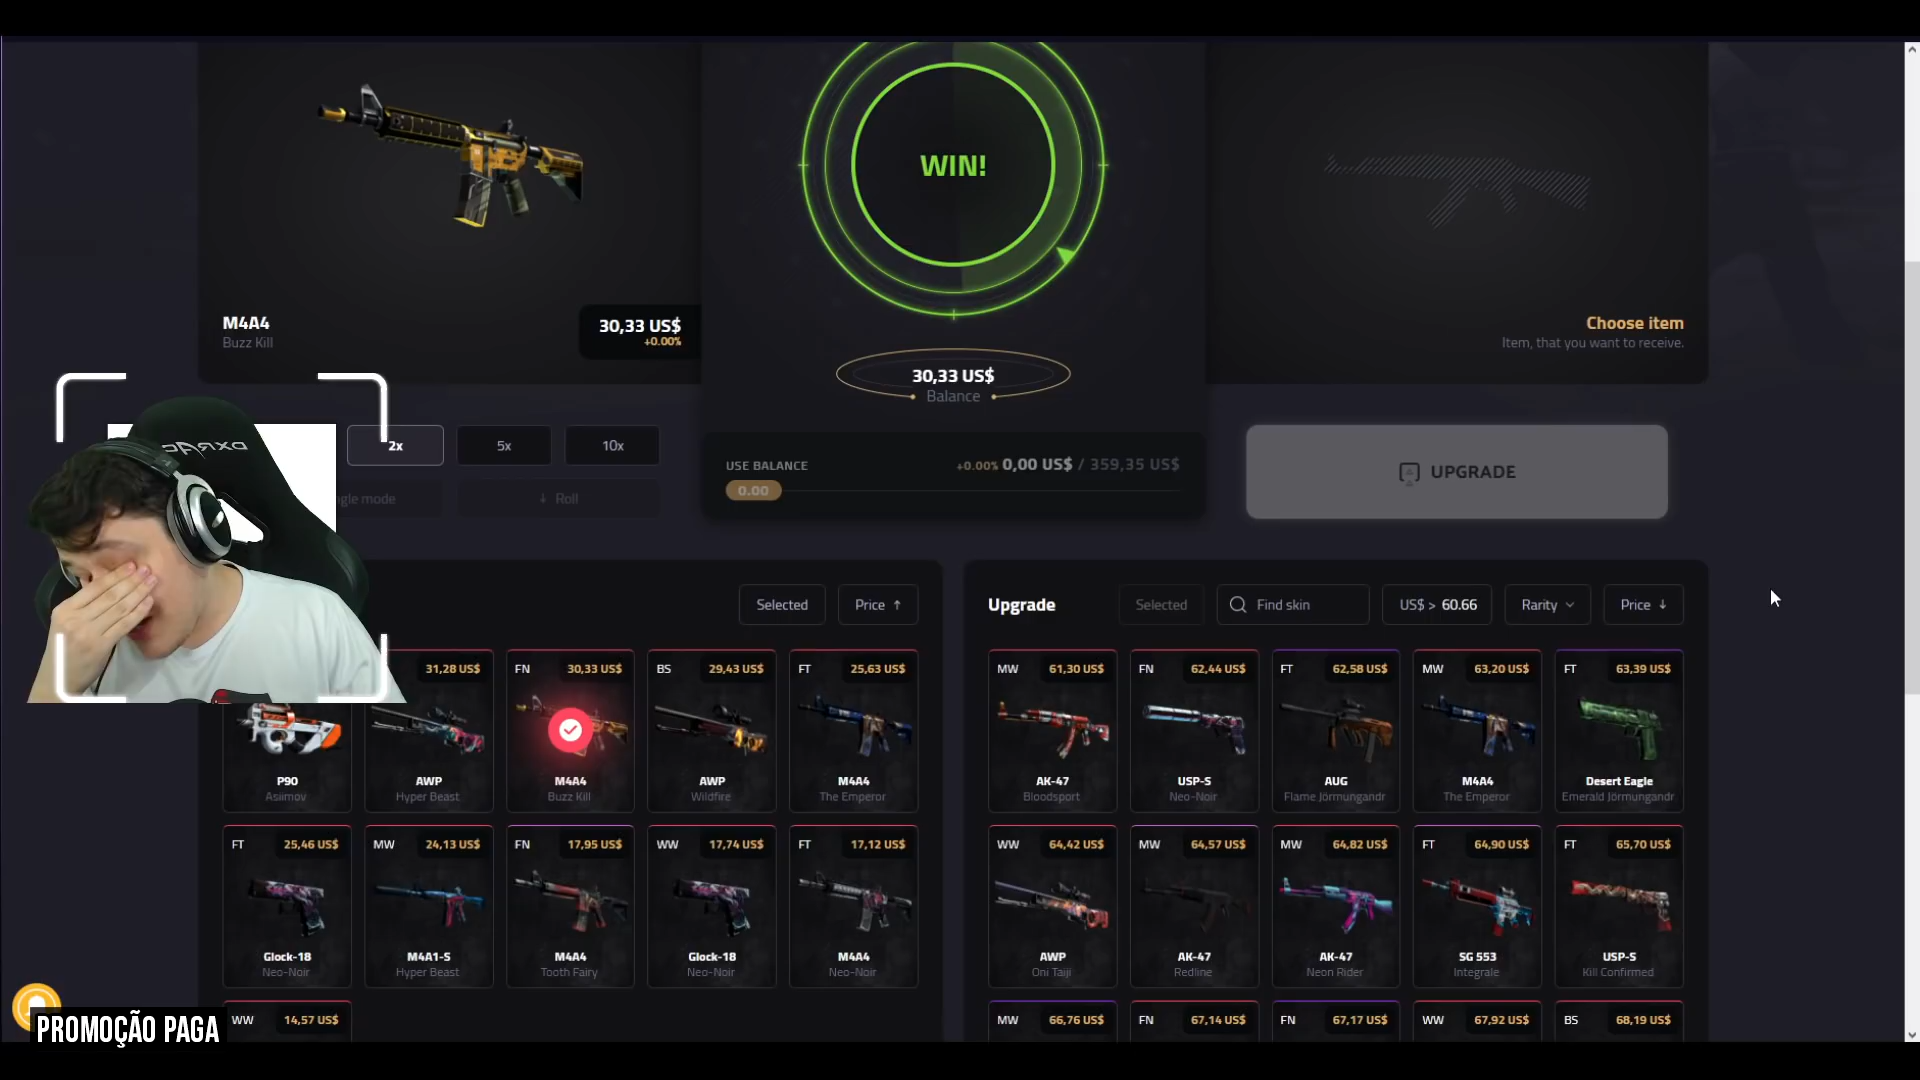 WIN!
M4A4
Buzz Kill
30,33 US$
+0.00%
Choose item
Item, that you want to receive.
30,33 US$
Balance
2x
5x
10x
gle mode
Roll
USE BALANCE
+0.00% 0,00 US$ / 359,35 US$
0.00
UPGRADE
Selected
Price
Upgrade
Selected
Find skin
US$ > 60.66
Rarity
Price
31,28 US$
FN 30,33 US$
BS 29,43 US$
FT 25,63 US$
P90
Asiimov
AWP
Hyper Beast
M4A4
Buzz Kill
AWP
Wildfire
M4A4
The Emperor
MW 61,30 US$
FN 62,44 US$
FT 62,58 US$
MW 63,20 US$
FT 63,39 US$
AK-47
Bloodsport
USP-S
Neo-Noir
AUG
Flame Jörmungandr
M4A4
The Emperor
Desert Eagle
Emerald Jörmungandr
FT 25,46 US$
MW 24,13 US$
FN 17,95 US$
WW 17,74 US$
FT 17,12 US$
Glock-18
Neo-Noir
M4A1-S
Hyper Beast
M4A4
Tooth Fairy
Glock-18
Neo-Noir
M4A4
Neo-Noir
WW 64,42 US$
MW 64,57 US$
MW 64,82 US$
FT 64,90 US$
FT 65,70 US$
AWP
Oni Taiji
AK-47
Redline
AK-47
Neon Rider
SG 553
Integrale
USP-S
Kill Confirmed
WW 14,57 US$
MW 66,76 US$
FN 67,14 US$
FN 67,17 US$
WW 67,92 US$
BS 68,19 US$
PROMOÇÃO PAGA